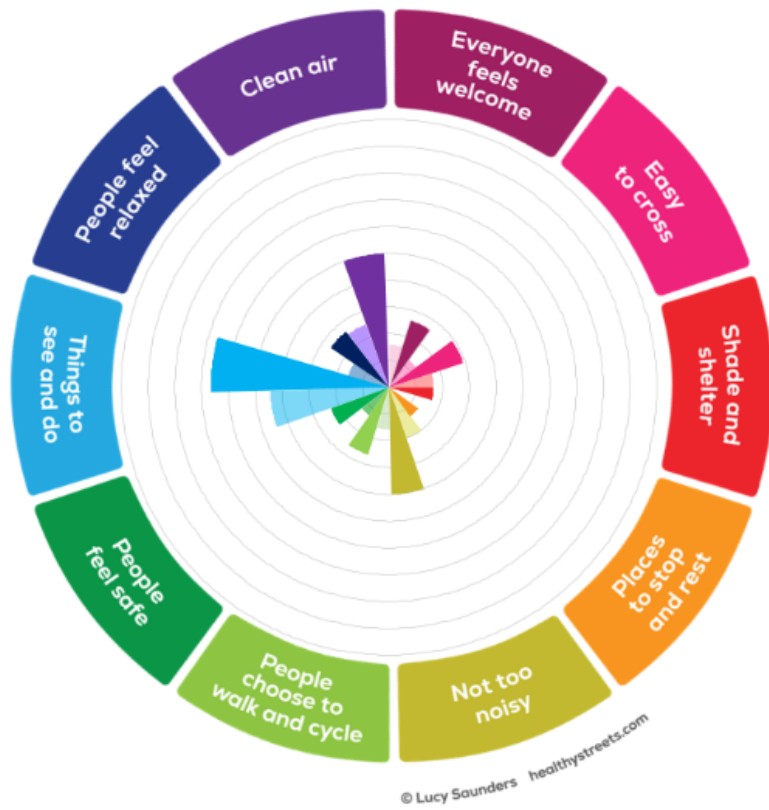 Everyone
feels
welcome
Easy
to cross
Shade and
shelter
Places
to stop
and rest
Not too
noisy
People
choose to
walk and cycle
People
feel safe
Things to
see and do
People feel
relaxed
Clean air
© Lucy Saunders healthystreets.com